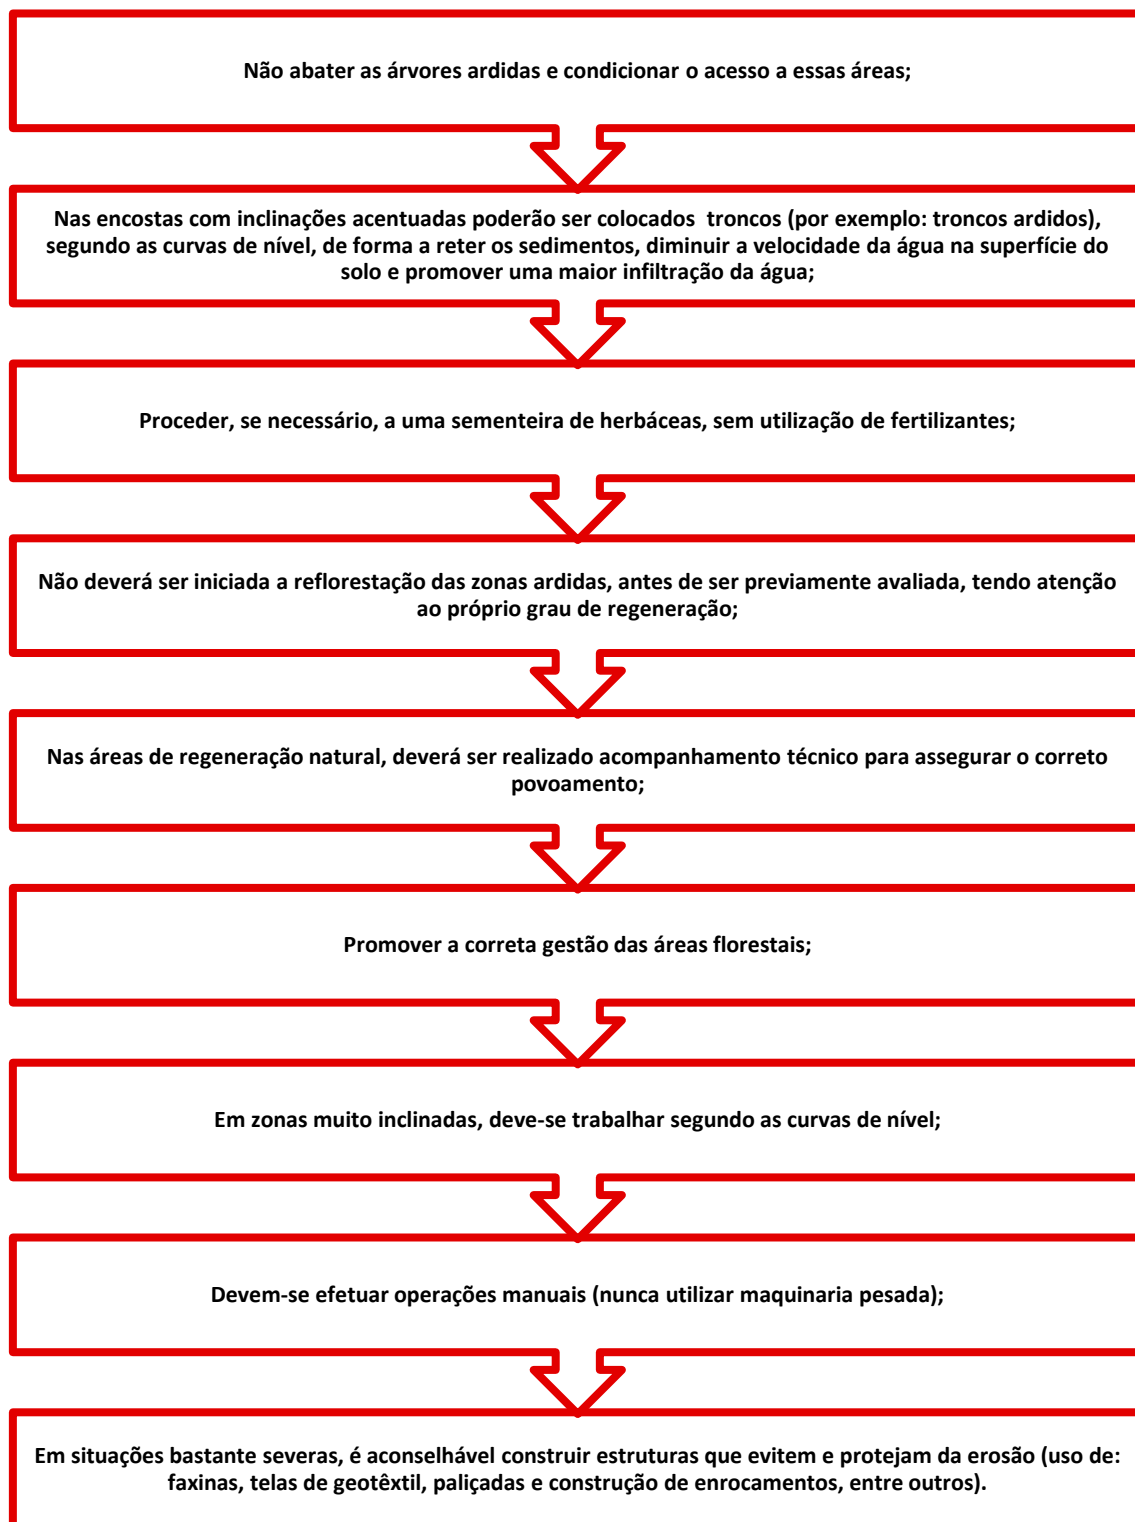 Não abater as árvores ardidas e condicionar o acesso a essas áreas;
Nas encostas com inclinações acentuadas poderão ser colocados troncos (por exemplo: troncos ardidos),
segundo as curvas de nível, de forma a reter os sedimentos, diminuir a velocidade da água na superfície do
solo e promover uma maior infiltração da água;
Proceder, se necessário, a uma sementeira de herbáceas, sem utilização de fertilizantes;
Não deverá ser iniciada a reflorestação das zonas ardidas, antes de ser previamente avaliada, tendo atenção
ao próprio grau de regeneração;
Nas áreas de regeneração natural, deverá ser realizado acompanhamento técnico para assegurar o correto
povoamento;
Promover a correta gestão das áreas florestais;
Em zonas muito inclinadas, deve-se trabalhar segundo as curvas de nível;
Devem-se efetuar operações manuais (nunca utilizar maquinaria pesada);
Em situações bastante severas, é aconselhável construir estruturas que evitem e protejam da erosão (uso de:
faxinas, telas de geotêxtil, paliçadas e construção de enrocamentos, entre outros).